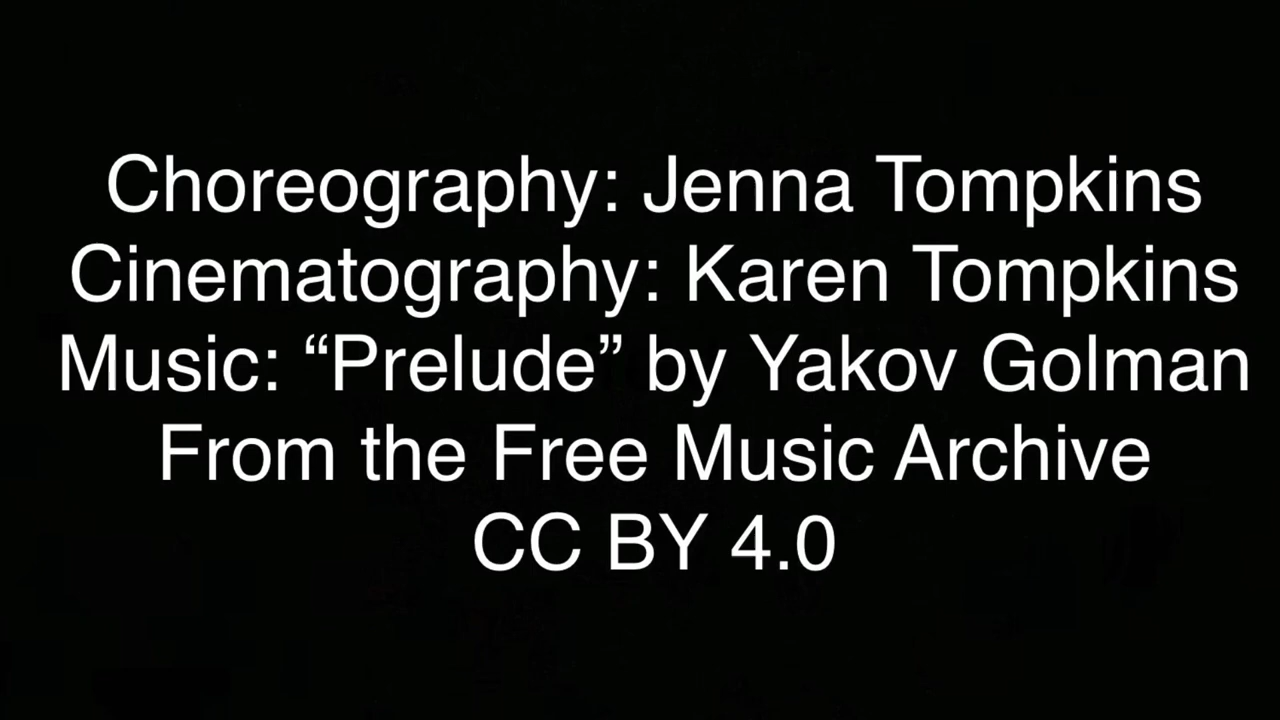 Choreography: Jenna Tompkins
Cinematography: Karen Tompkins
Music: “Prelude” by Yakov Golman
From the Free Music Archive
CC BY 4.0